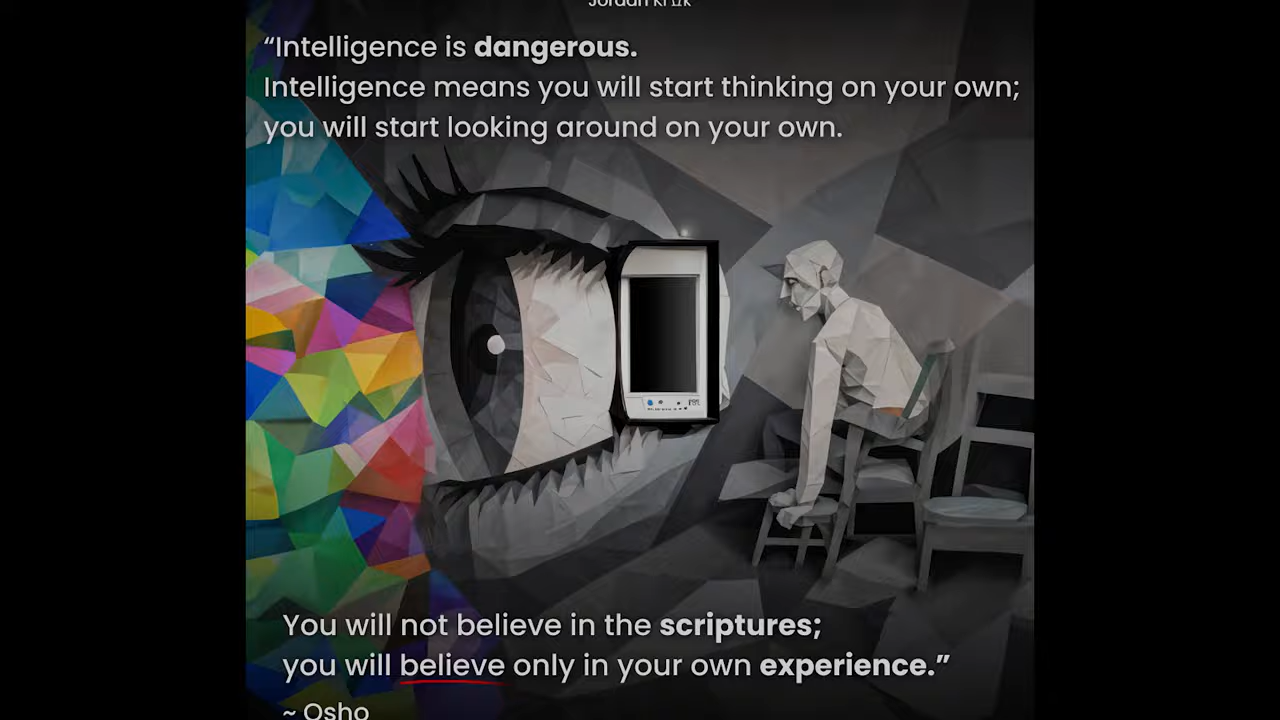 “Intelligence is dangerous.
Intelligence means you will start thinking on your own;
you will start looking around on your own.
You will not believe in the scriptures;
you will believe only in your own experience.”
~ Osho